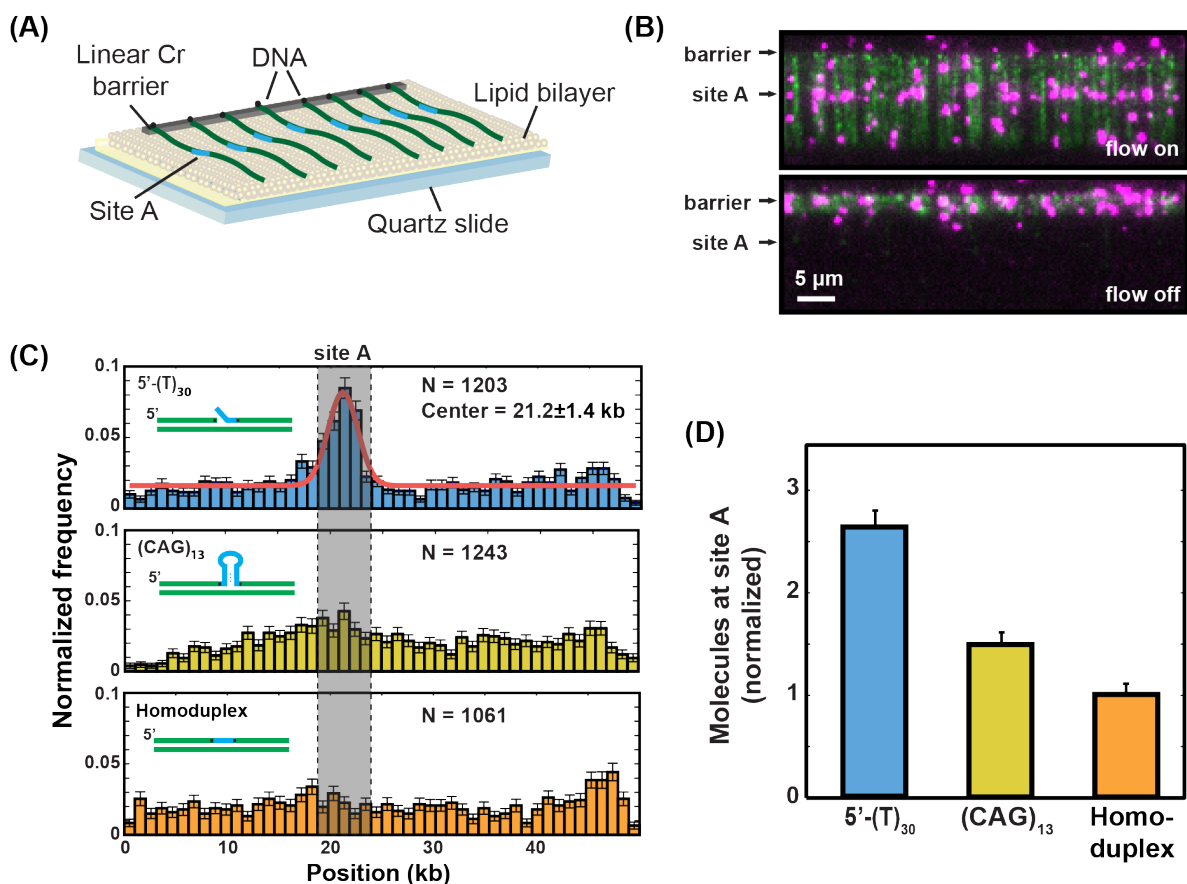 (A)
Linear Cr
barrier
DNA
Lipid bilayer
Site A
Quartz slide
(B)
barrier
site A
flow on
barrier
site A
5 µm
flow off
(C)
site A
Normalized frequency
0.1
0.05
0
5’-(T)30
5’
N = 1203
Center = 21.2±1.4 kb
0.1
0.05
0
(CAG)13
5’
N = 1243
0.1
0.05
0
Homoduplex
5’
N = 1061
0 10 20 30 40
Position (kb)
(D)
Molecules at site A
(normalized)
3
2
1
0
5’-(T)30 (CAG)13 Homo-
duplex